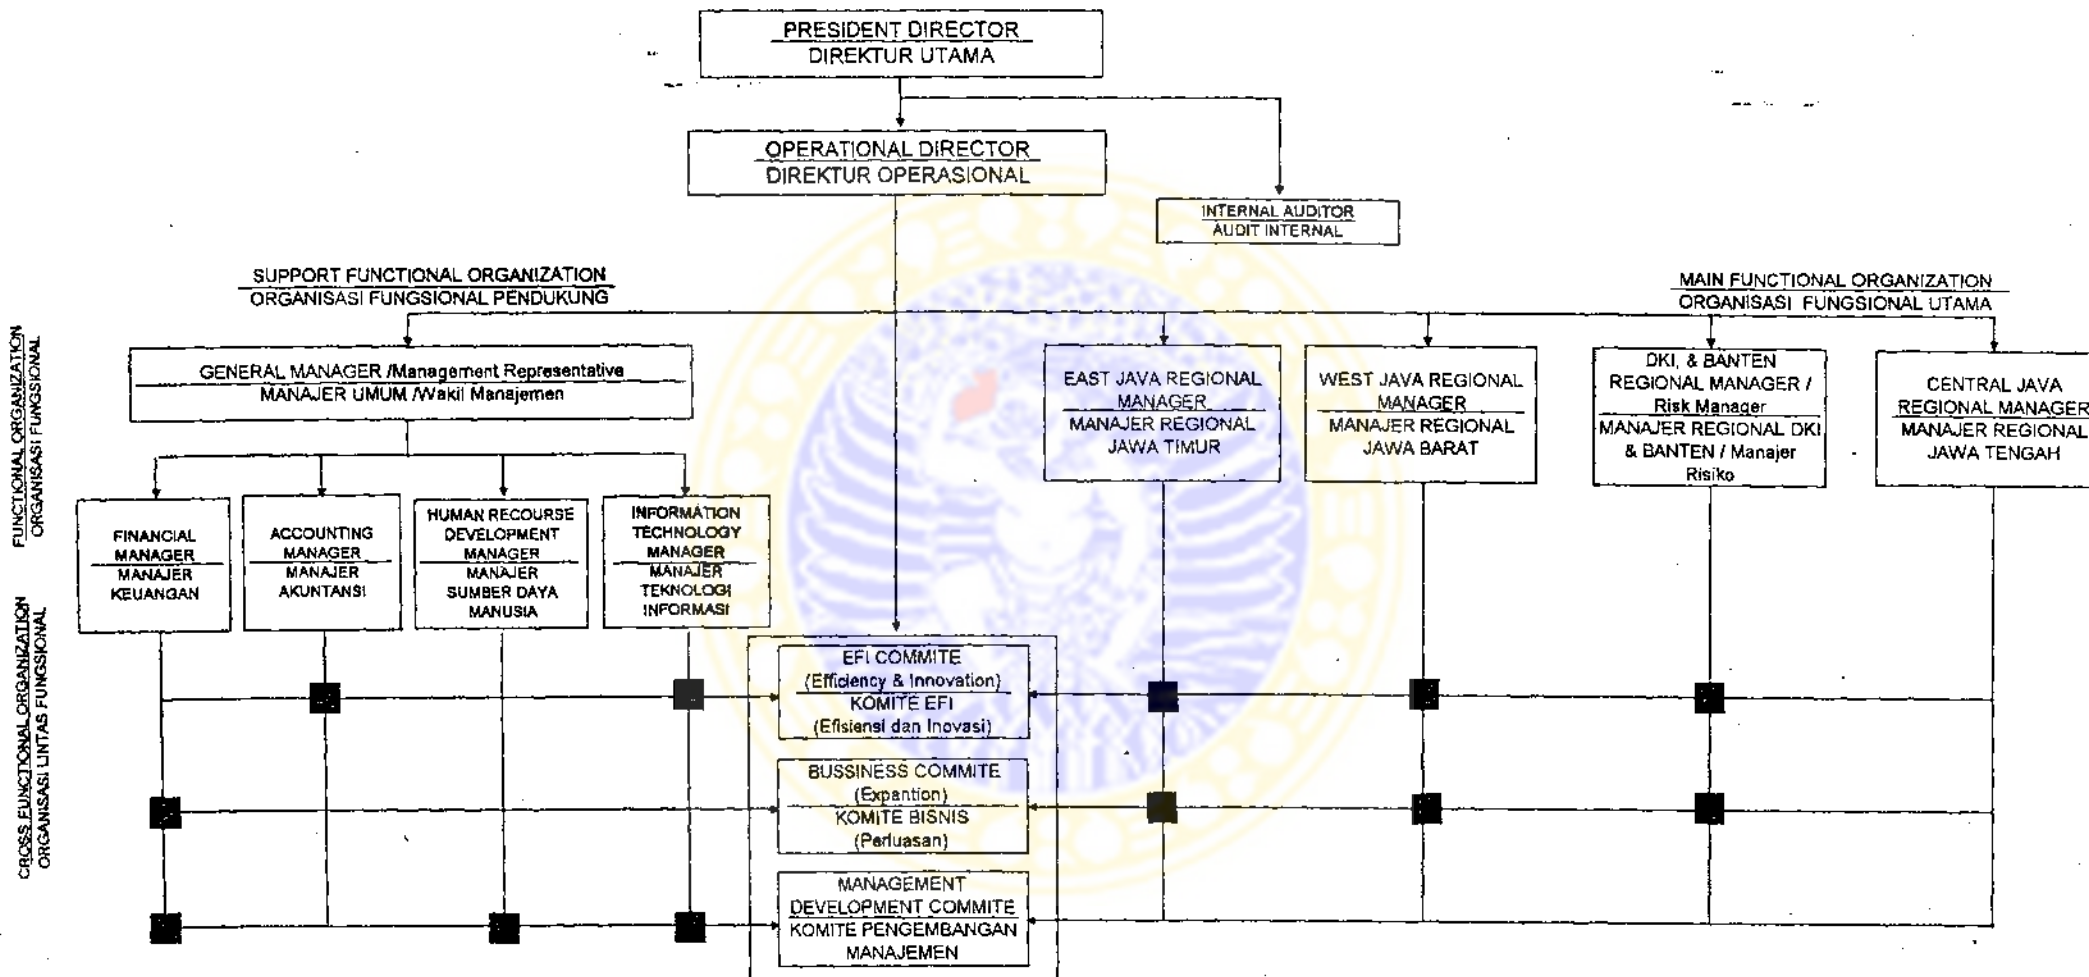 PRESIDENT DIRECTOR
DIREKTUR UTAMA
OPERATIONAL DIRECTOR
DIREKTUR OPERASIONAL
INTERNAL AUDITOR
AUDIT INTERNAL
SUPPORT FUNCTIONAL ORGANIZATION
ORGANISASI FUNGSIONAL PENDUKUNG
MAIN FUNCTIONAL ORGANIZATION
ORGANISASI FUNGSIONAL UTAMA
FUNCTIONAL ORGANIZATION
ORGANISASI FUNGSIONAL
GENERAL MANAGER /Management Representative
MANAJER UMUM /Wakil Manajemen
EAST JAVA REGIONAL
MANAGER
MANAJER REGIONAL
JAWA TIMUR
WEST JAVA REGIONAL
MANAGER
MANAJER REGIONAL
JAWA BARAT
DKI, & BANTEN
REGIONAL MANAGER /
Risk Manager
MANAJER REGIONAL DKI
& BANTEN / Manajer
Risiko
CENTRAL JAVA
REGIONAL MANAGER
MANAJER REGIONAL
JAWA TENGAH
FINANCIAL
MANAGER
MANAJER
KEUANGAN
ACCOUNTING
MANAGER
MANAJER
AKUNTANSI
HUMAN RECOURSE
DEVELOPMENT
MANAGER
MANAJER
SUMBER DAYA
MANUSIA
INFORMATION
TECHNOLOGY
MANAGER
MANAJER
TEKNOLOGI
INFORMASI
CROSS FUNCTIONAL ORGANIZATION
ORGANISASI LINTAS FUNGSIONAL
EFI COMMITE
(Efficiency & Innovation)
KOMITE EFI
(Efisiensi dan Inovasi)
BUSSINESS COMMITE
(Expantion)
KOMITE BISNIS
(Perluasan)
MANAGEMENT
DEVELOPMENT COMMITE
KOMITE PENGEMBANGAN
MANAJEMEN